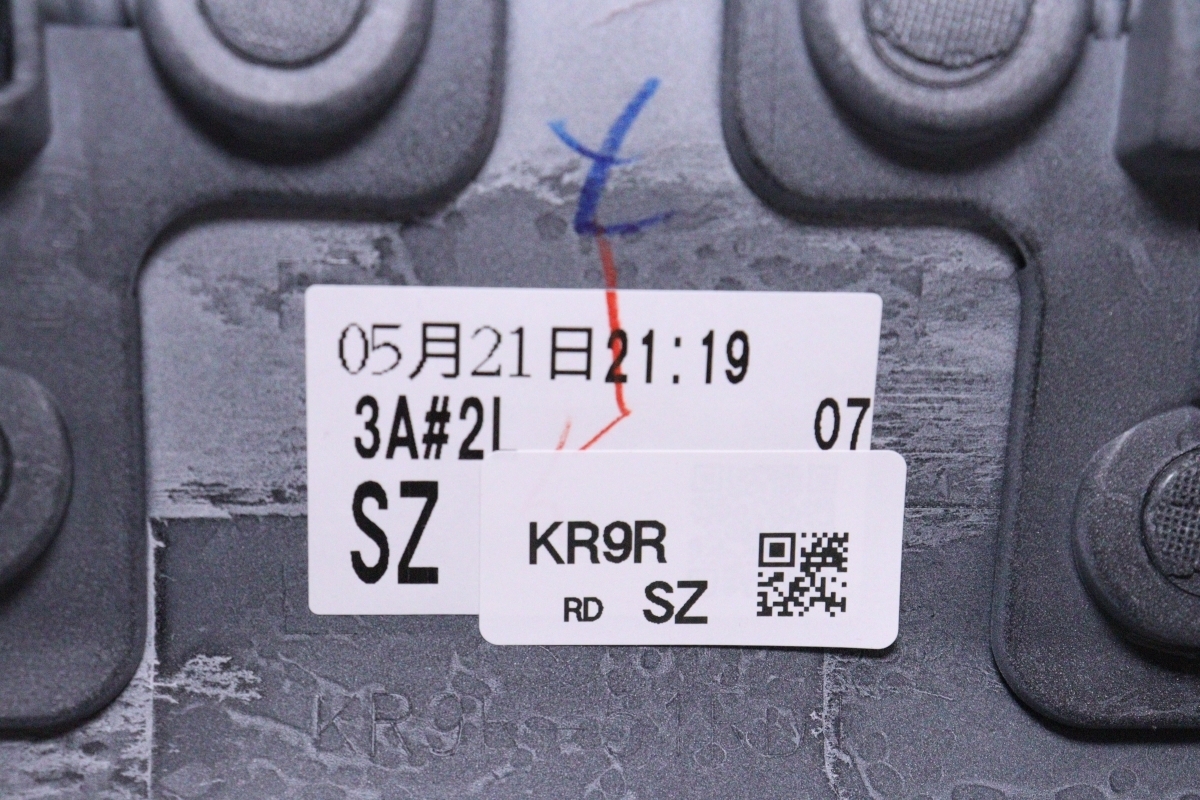 05月21日21:19
3A#2L 07
SZ
KR9R
RD SZ